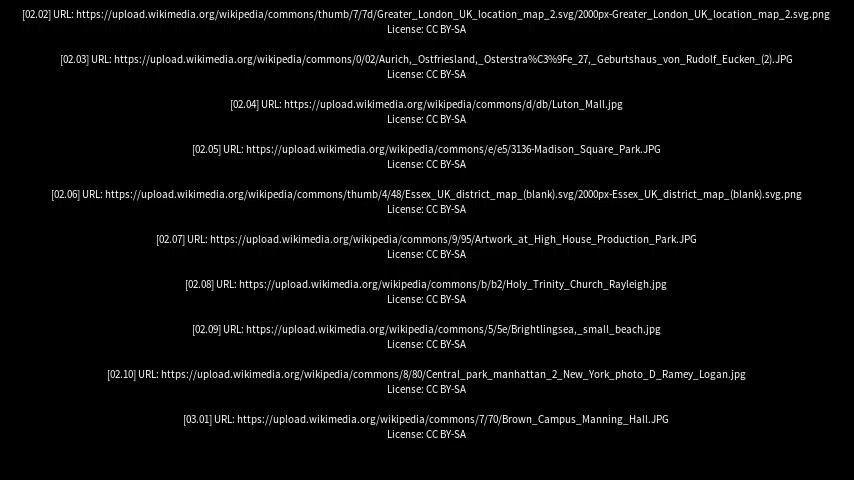 [02.02] URL: https://upload.wikimedia.org/wikipedia/commons/thumb/7/7d/Greater_London_UK_location_map_2.svg/2000px-Greater_London_UK_location_map_2.svg.png
License: CC BY-SA
[02.03] URL: https://upload.wikimedia.org/wikipedia/commons/0/02/Aurich,_Ostfriesland,_Osterstra%C3%9Fe_27,_Geburtshaus_von_Rudolf_Eucken_(2).JPG
License: CC BY-SA
[02.04] URL: https://upload.wikimedia.org/wikipedia/commons/d/db/Luton_Mall.jpg
License: CC BY-SA
[02.05] URL: https://upload.wikimedia.org/wikipedia/commons/e/e5/3136-Madison_Square_Park.JPG
License: CC BY-SA
[02.06] URL: https://upload.wikimedia.org/wikipedia/commons/thumb/4/48/Essex_UK_district_map_(blank).svg/2000px-Essex_UK_district_map_(blank).svg.png
License: CC BY-SA
[02.07] URL: https://upload.wikimedia.org/wikipedia/commons/9/95/Artwork_at_High_House_Production_Park.JPG
License: CC BY-SA
[02.08] URL: https://upload.wikimedia.org/wikipedia/commons/b/b2/Holy_Trinity_Church_Rayleigh.jpg
License: CC BY-SA
[02.09] URL: https://upload.wikimedia.org/wikipedia/commons/5/5e/Brightlingsea,_small_beach.jpg
License: CC BY-SA
[02.10] URL: https://upload.wikimedia.org/wikipedia/commons/8/80/Central_park_manhattan_2_New_York_photo_D_Ramey_Logan.jpg
License: CC BY-SA
[03.01] URL: https://upload.wikimedia.org/wikipedia/commons/7/70/Brown_Campus_Manning_Hall.JPG
License: CC BY-SA